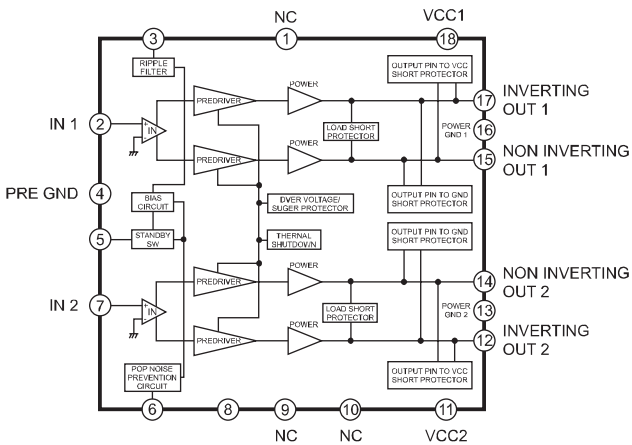 NC
VCC1
3
1
18
RIPPLE
FILTER
OUTPUT PIN TO VCC
SHORT PROTECTOR
POWER
PREDRIVER
17
INVERTING
OUT 1
IN 1
2
+
IN
-
LOAD SHORT
PROTECTOR
POWER
GND 1
16
POWER
PREDRIVER
15
NON INVERTING
OUT 1
PRE GND
4
BIAS
CIRCUIT
DVER VOLTAGE/
SUGER PROTECTOR
OUTPUT PIN TO GND
SHORT PROTECTOR
5
STANDBY
SW
THERMAL
SHUTDOV/N
OUTPUT PIN TO GND
SHORT PROTECTOR
POWER
PREDRIVER
14
NON INVERTING
OUT 2
IN 2
7
+
IN
-
LOAD SHORT
PROTECTOR
POWER
GND 2
13
POWER
PREDRIVER
12
INVERTING
OUT 2
POP NOISE
PREVENTION
CIRCUIT
OUTPUT PIN TO VCC
SHORT PROTECTOR
6
8
9
10
11
NC
NC
VCC2